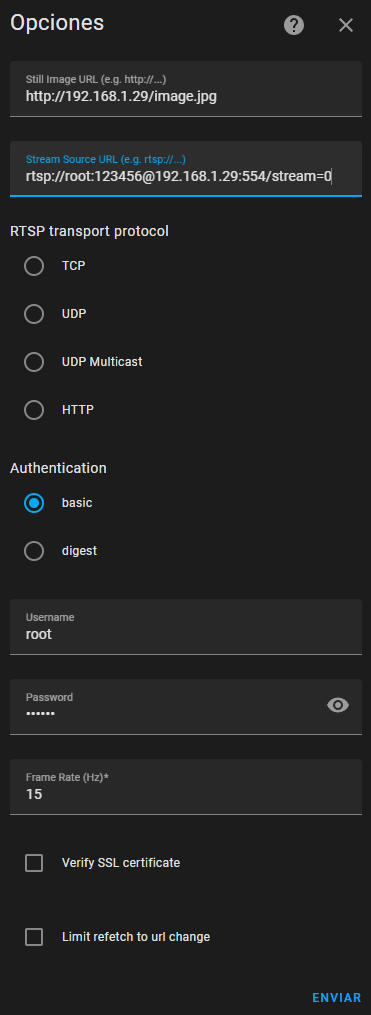 Opciones
Still Image URL (e.g. http://...)
http://192.168.1.29/image.jpg
Stream Source URL (e.g. rtsp://...)
rtsp://root:123456@192.168.1.29:554/stream=0
RTSP transport protocol
TCP
UDP
UDP Multicast
HTTP
Authentication
basic
digest
Username
root
Password
••••••
Frame Rate (Hz)*
15
Verify SSL certificate
Limit refetch to url change
ENVIAR